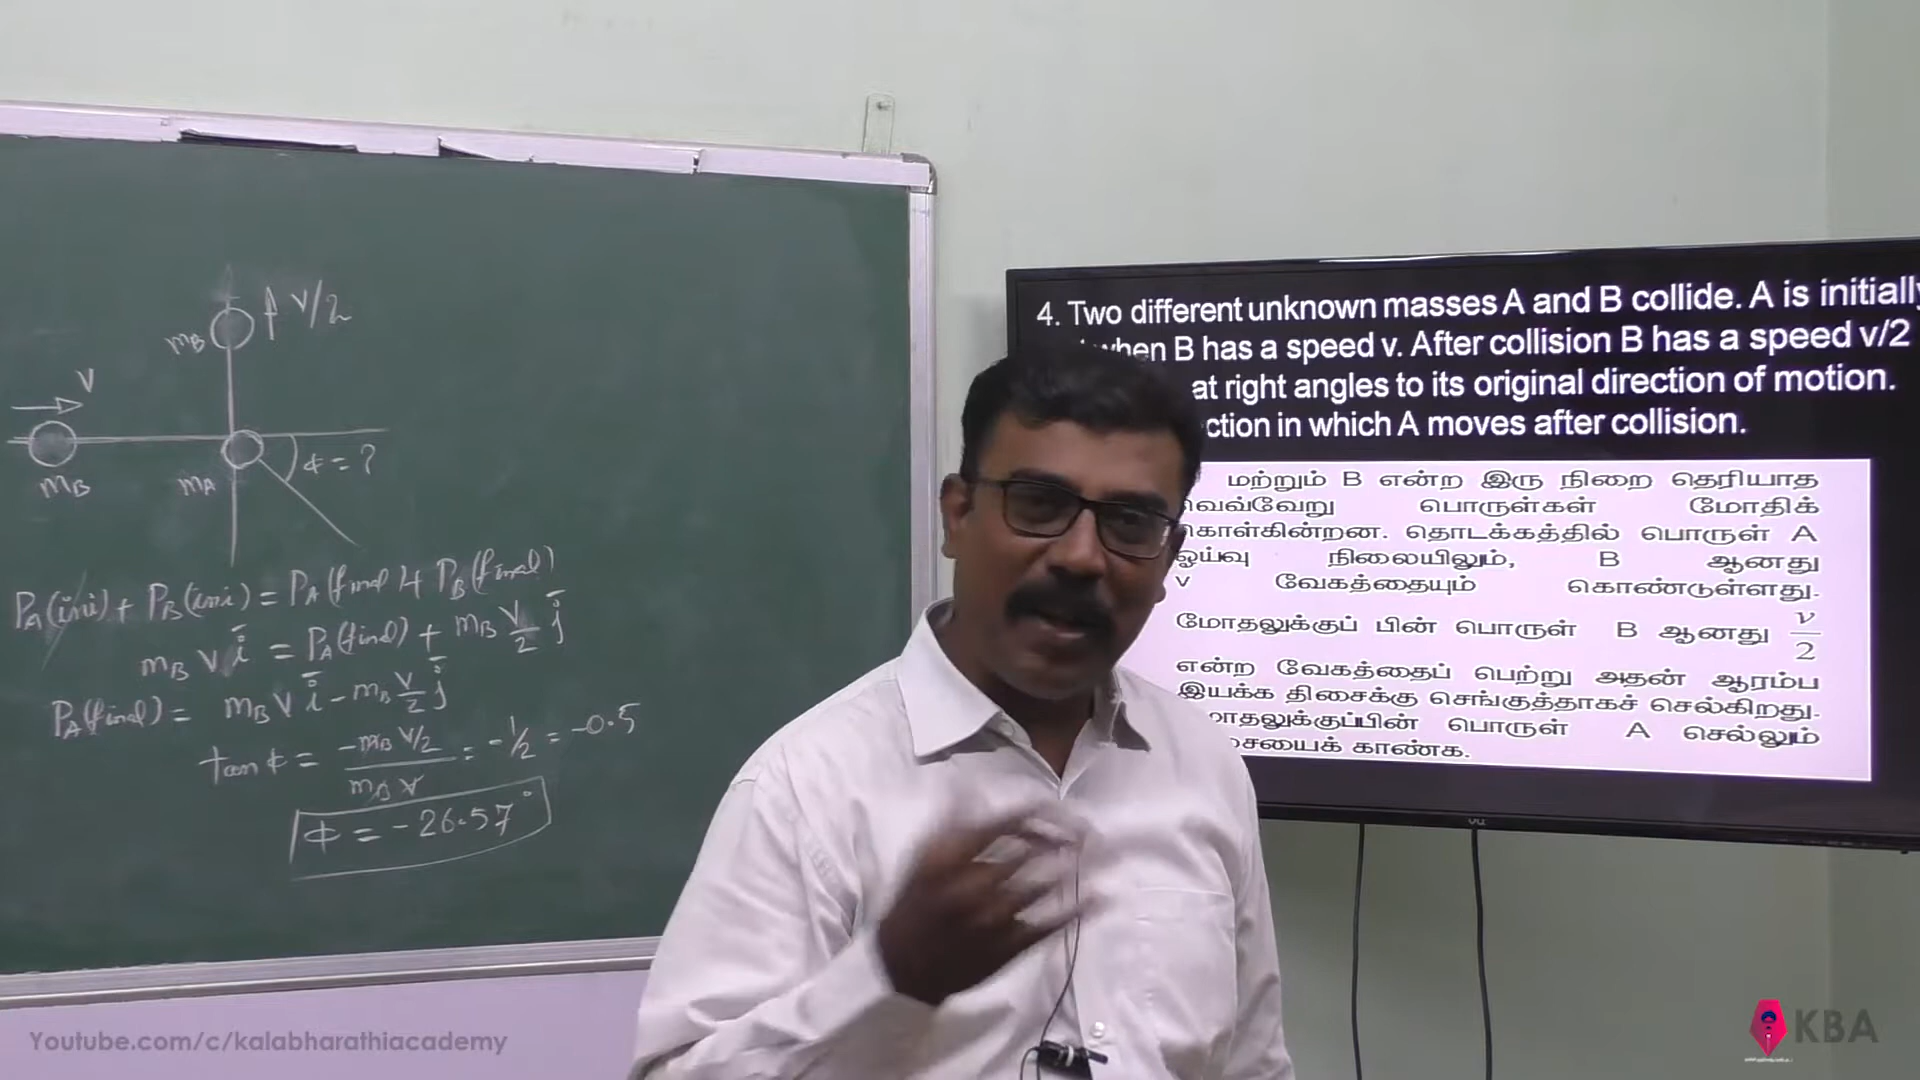 V/2
mB
V
mB
mA
¢ = ?
PA(ini) + PB(ini) = PA(final) + PB(final)
mB V i = PA(final) + mB V/2 j
PA(final) = mB V i - mB V/2 j
tan ¢ = -mB V/2 / mB V = -1/2 = -0.5
¢ = -26.57°
4. Two different unknown masses A and B collide. A is initially
when B has a speed v. After collision B has a speed v/2
at right angles to its original direction of motion.
ction in which A moves after collision.
மற்றும் B என்ற இரு நிறை தெரியாத
வெவ்வேறு பொருள்கள் மோதிக்
கொள்கின்றன. தொடக்கத்தில் பொருள் A
ஓய்வு நிலையிலும், B ஆனது
v வேகத்தையும் கொண்டுள்ளது.
மோதலுக்குப் பின் பொருள் B ஆனது v/2
என்ற வேகத்தைப் பெற்று அதன் ஆரம்ப
இயக்க திசைக்கு செங்குத்தாகச் செல்கிறது.
மோதலுக்குப்பின் பொருள் A செல்லும்
சையைக் காண்க.
Youtube.com/c/kalabharathiacademy
KBA